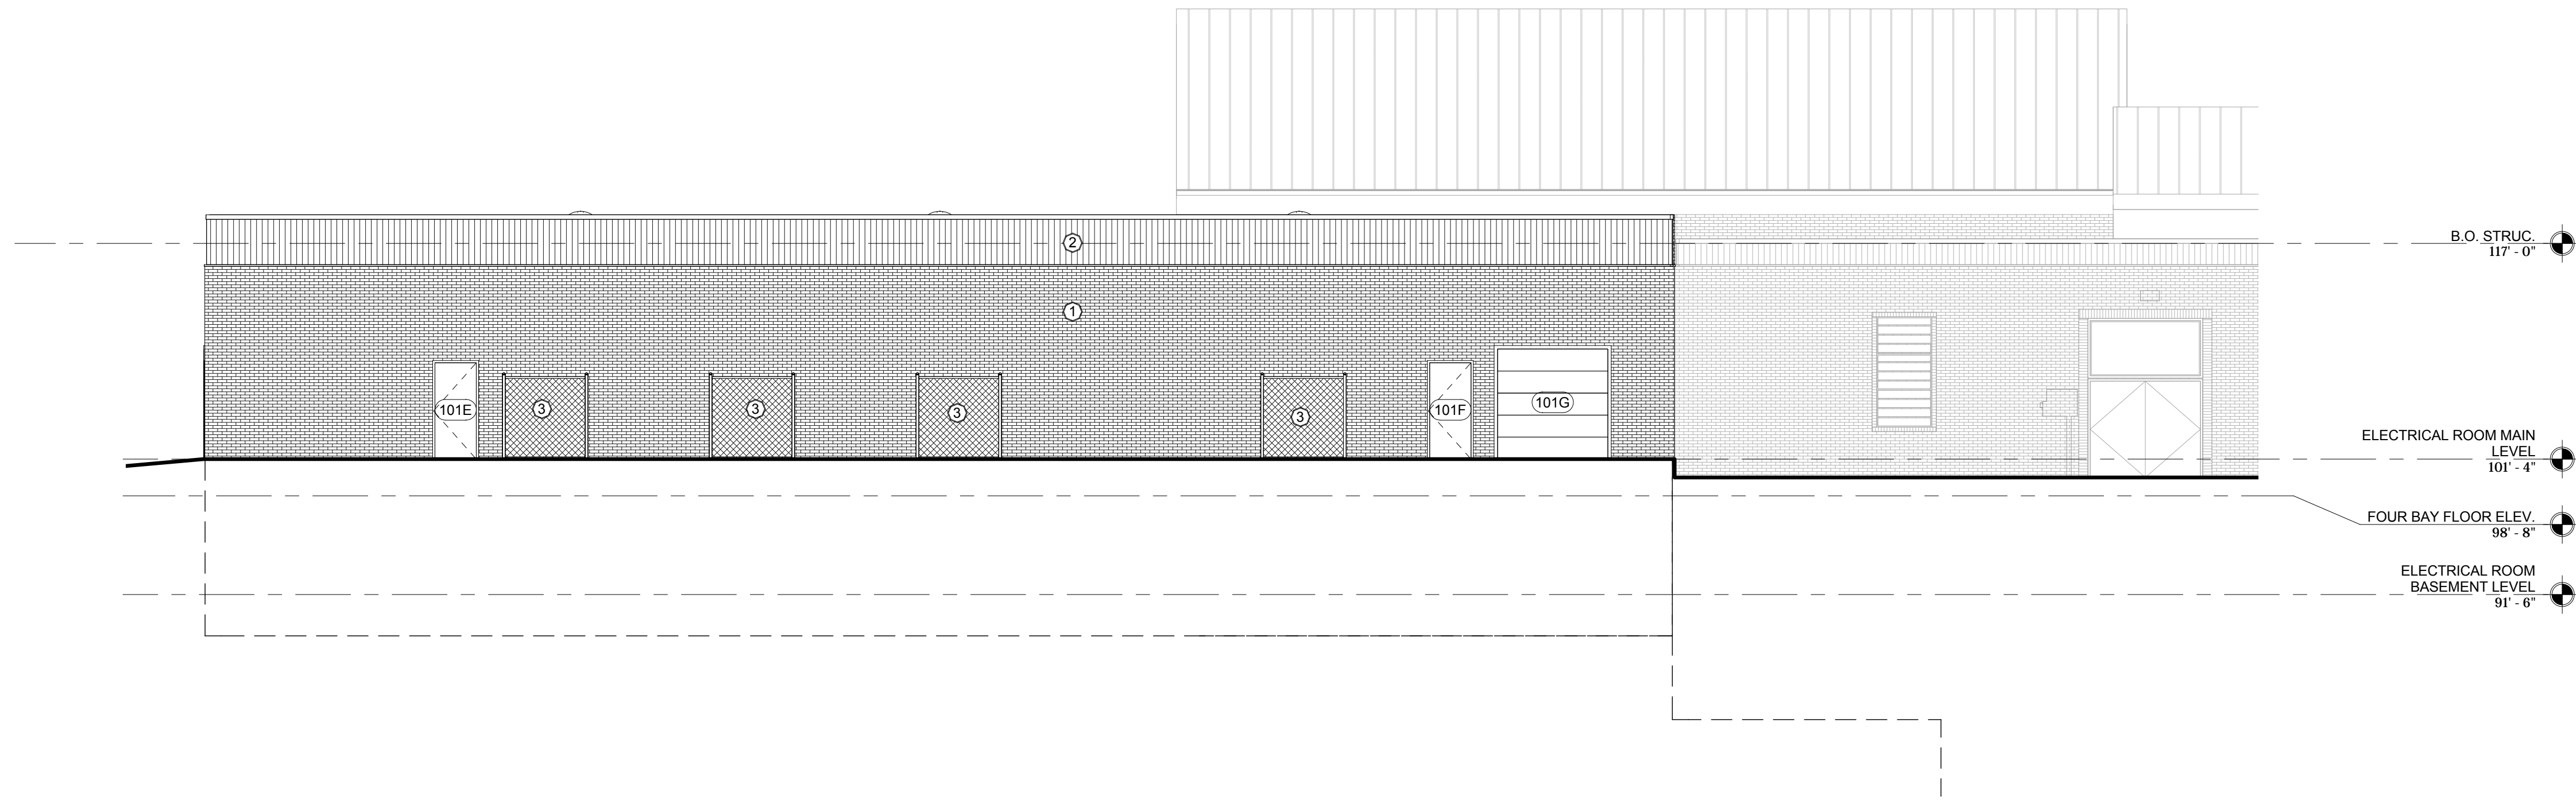 2
B.O. STRUC.
117' - 0"
1
101E
3
3
3
3
101F
101G
ELECTRICAL ROOM MAIN
LEVEL
101' - 4"
FOUR BAY FLOOR ELEV.
98' - 8"
ELECTRICAL ROOM
BASEMENT LEVEL
91' - 6"